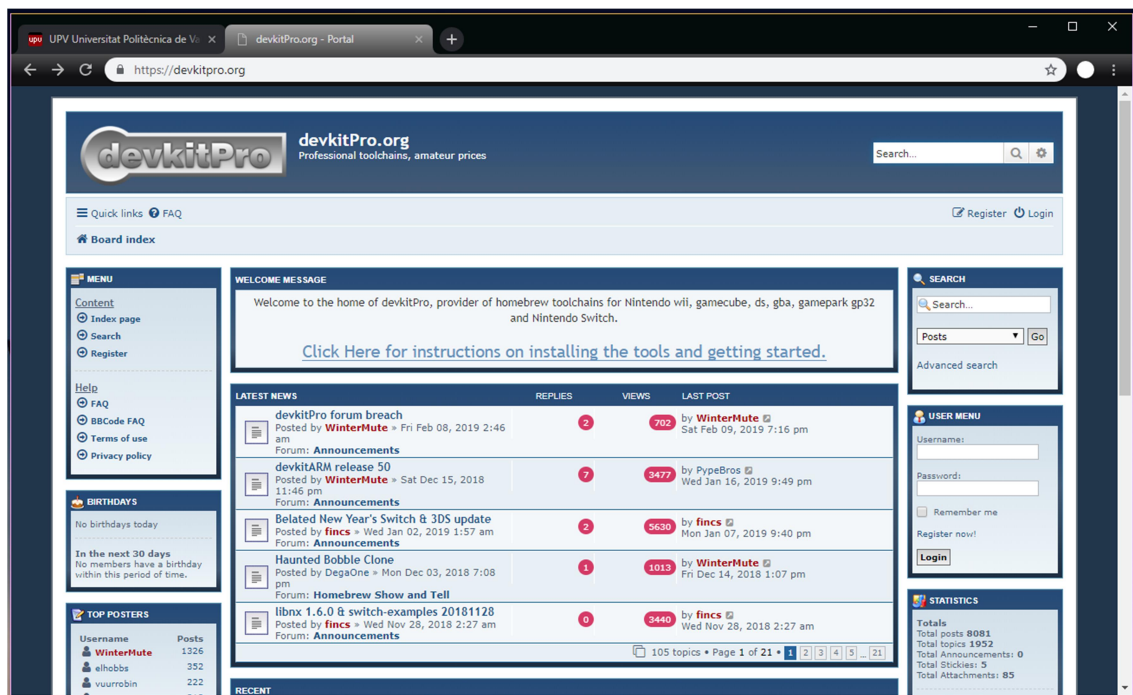 UPV Universitat Politècnica de Va
devkitPro.org - Portal
https://devkitpro.org
devkitPro
devkitPro.org
Professional toolchains, amateur prices
Search...
Quick links FAQ
Register Login
Board index
MENU
Content
Index page
Search
Register
Help
FAQ
BBCode FAQ
Terms of use
Privacy policy
BIRTHDAYS
No birthdays today
In the next 30 days
No members have a birthday
within this period of time.
TOP POSTERS
Username Posts
WinterMute 1326
elhobbs 352
vuurrobin 222
WELCOME MESSAGE
Welcome to the home of devkitPro, provider of homebrew toolchains for Nintendo wii, gamecube, ds, gba, gamepark gp32
and Nintendo Switch.
Click Here for instructions on installing the tools and getting started.
LATEST NEWS REPLIES VIEWS LAST POST
devkitPro forum breach
Posted by WinterMute » Fri Feb 08, 2019 2:46
am
Forum: Announcements
2 702
by WinterMute
Sat Feb 09, 2019 7:16 pm
devkitARM release 50
Posted by WinterMute » Sat Dec 15, 2018
11:46 pm
Forum: Announcements
7 3477
by PypeBros
Wed Jan 16, 2019 9:49 pm
Belated New Year's Switch & 3DS update
Posted by fincs » Wed Jan 02, 2019 1:57 am
Forum: Announcements
2 5630
by fincs
Mon Jan 07, 2019 9:40 pm
Haunted Bobble Clone
Posted by DegaOne » Mon Dec 03, 2018 7:08
pm
Forum: Homebrew Show and Tell
1 1013
by WinterMute
Fri Dec 14, 2018 1:07 pm
libnx 1.6.0 & switch-examples 20181128
Posted by fincs » Wed Nov 28, 2018 2:27 am
Forum: Announcements
0 3440
by fincs
Wed Nov 28, 2018 2:27 am
105 topics • Page 1 of 21 • 1 2 3 4 5 ... 21
RECENT
SEARCH
Search...
Posts Go
Advanced search
USER MENU
Username:
Password:
Remember me
Register now!
Login
STATISTICS
Totals
Total posts 8081
Total topics 1952
Total Announcements: 0
Total Stickies: 5
Total Attachments: 85